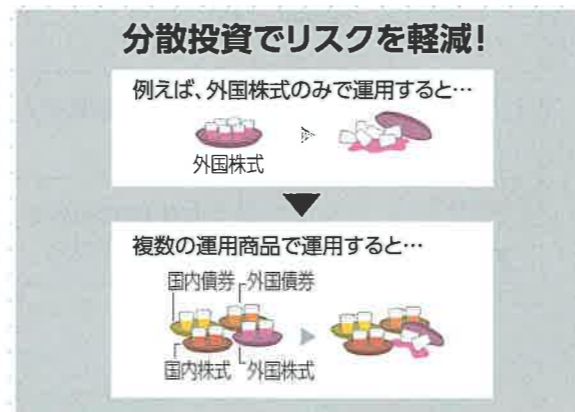 分散投資でリスクを軽減!
例えば、外国株式のみで運用すると…
外国株式
複数の運用商品で運用すると…
国内債券 外国債券
国内株式 外国株式